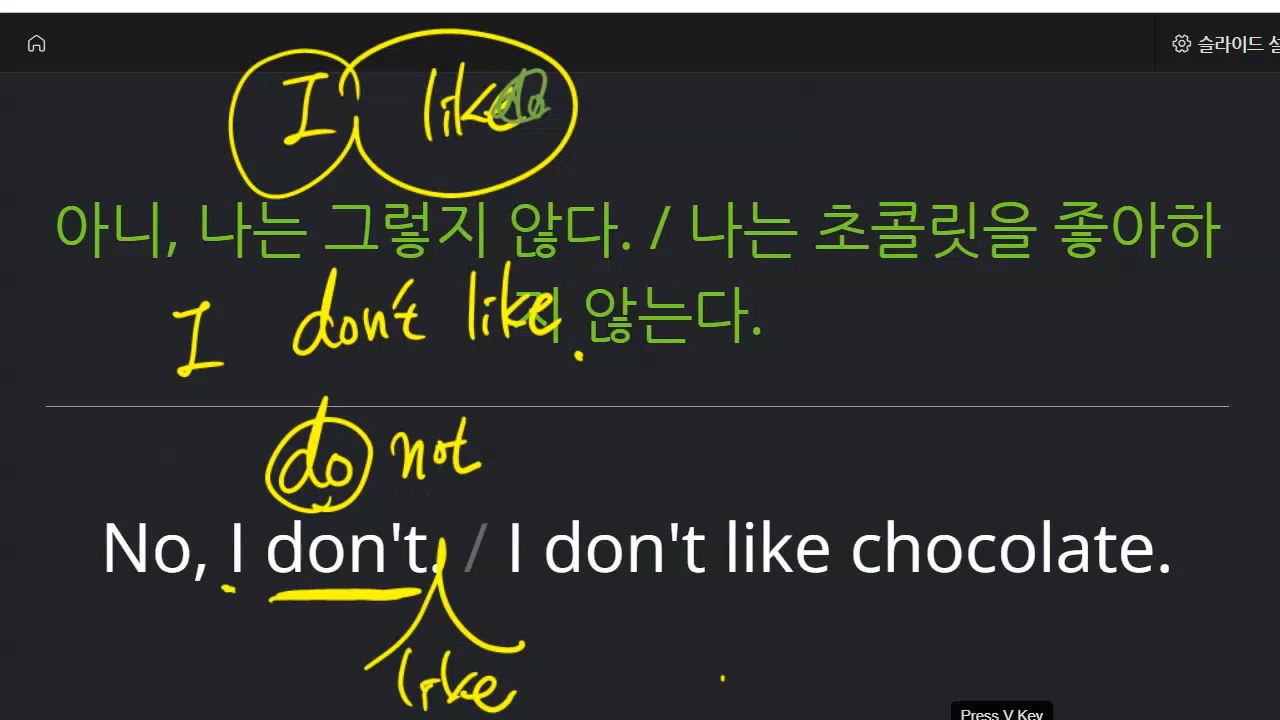 슬라이드 설
I like do
아니, 나는 그렇지 않다. / 나는 초콜릿을 좋아하
지 않는다.
I don't like.
do not
No, I don't. / I don't like chocolate.
like
Press V Key